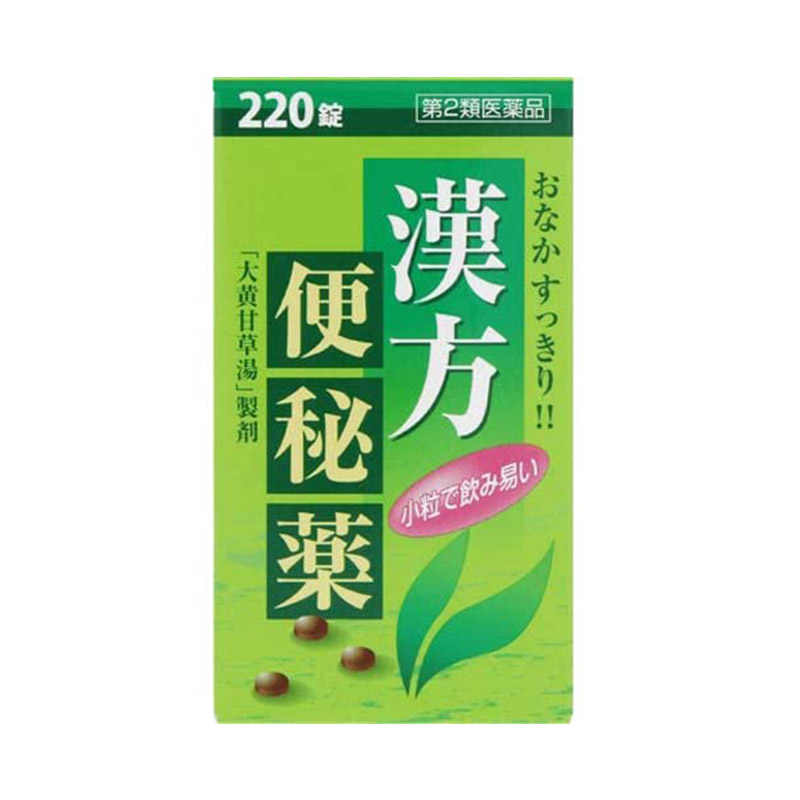 220錠
第2類医薬品
おなか すっきり!!
漢方
便秘薬
「大黄甘草湯」製剤
小粒で飲み易い